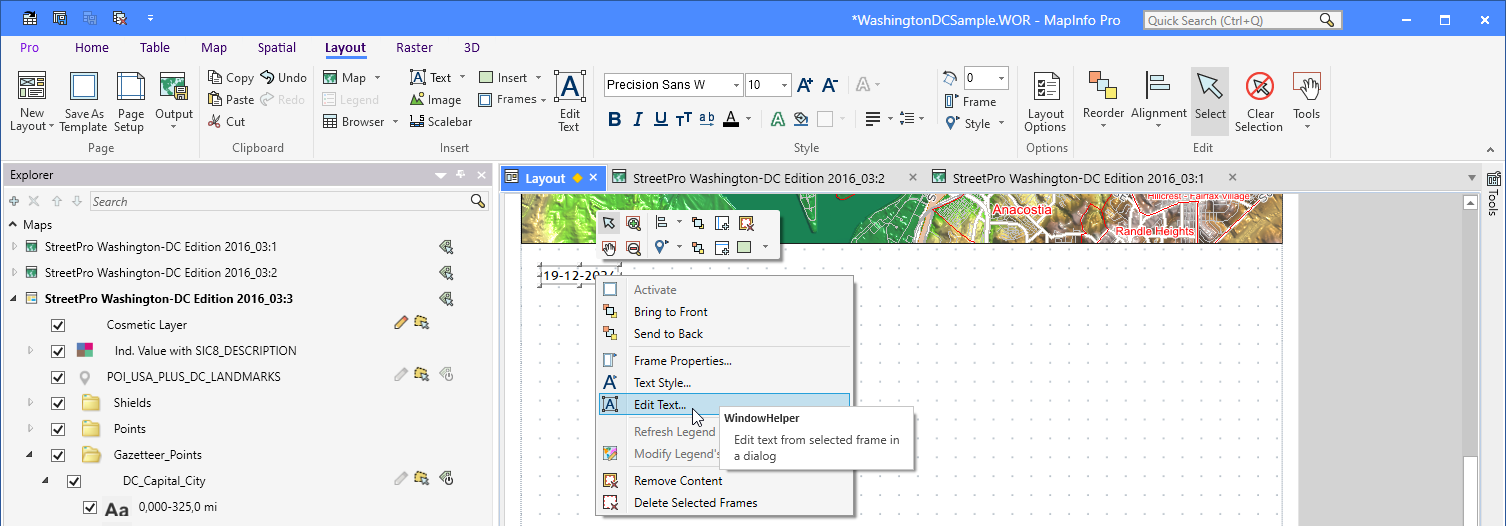 *WashingtonDCSample.WOR - MapInfo Pro
Quick Search (Ctrl+Q)
Pro Home Table Map Spatial Layout Raster 3D
New Layout
Save As Template
Page Setup
Output
Page
Copy
Undo
Paste
Redo
Cut
Clipboard
Map
Legend
Browser
Text
Image
Scalebar
Insert
Frames
Edit Text
Insert
Precision Sans W
10
B I U TT ab A
A
Style
0
Frame
Style
Layout Options
Options
Reorder
Alignment
Select
Clear Selection
Tools
Edit
Explorer
Search
Maps
StreetPro Washington-DC Edition 2016_03:1
StreetPro Washington-DC Edition 2016_03:2
StreetPro Washington-DC Edition 2016_03:3
Cosmetic Layer
Ind. Value with SIC8_DESCRIPTION
POI_USA_PLUS_DC_LANDMARKS
Shields
Points
Gazetteer_Points
DC_Capital_City
Aa 0,000-325,0 mi
Layout
StreetPro Washington-DC Edition 2016_03:2
StreetPro Washington-DC Edition 2016_03:1
Tools
Hillcrest - Fairfax-Village
Anacostia
Randle Heights
19-12-2024
Activate
Bring to Front
Send to Back
Frame Properties...
Text Style...
Edit Text...
Refresh Legend
Modify Legend's
Remove Content
Delete Selected Frames
WindowHelper
Edit text from selected frame in
a dialog